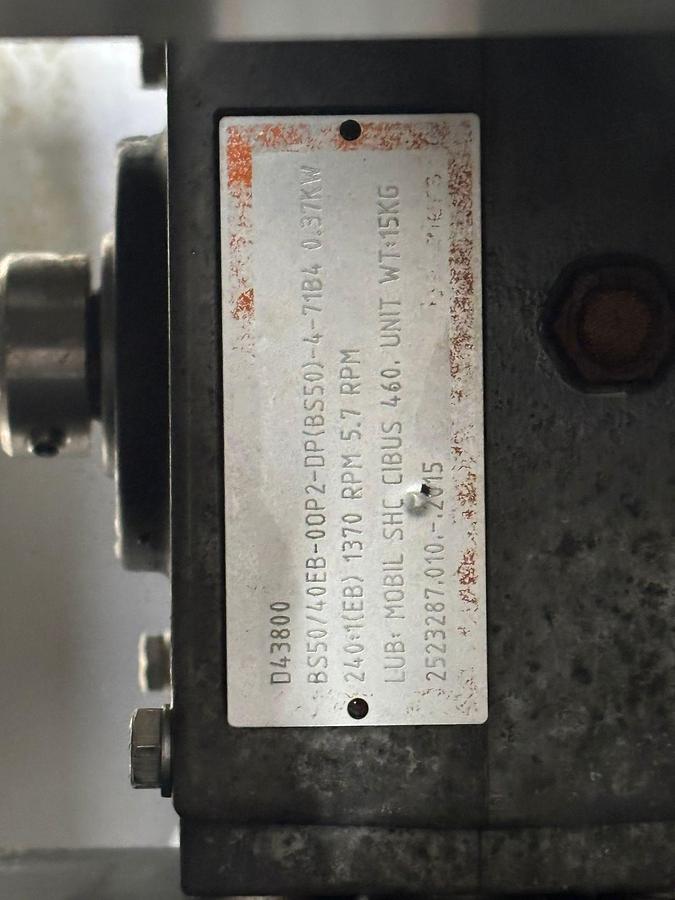 D43800
BS50/40EB-00P2-DP(BS50)-4-71B4 0.37KW
240:1(EB) 1370 RPM 5.7 RPM
LUB: MOBIL SHC CIBUS 460. UNIT WT:15KG
2523287.010.-.2015